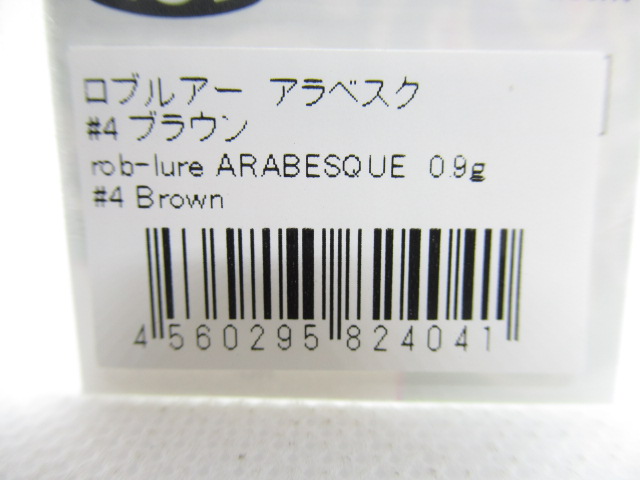 ロブルアー アラベスク
#4 ブラウン
rob-lure ARABESQUE 0.9g
#4 Brown
4 560295 824041